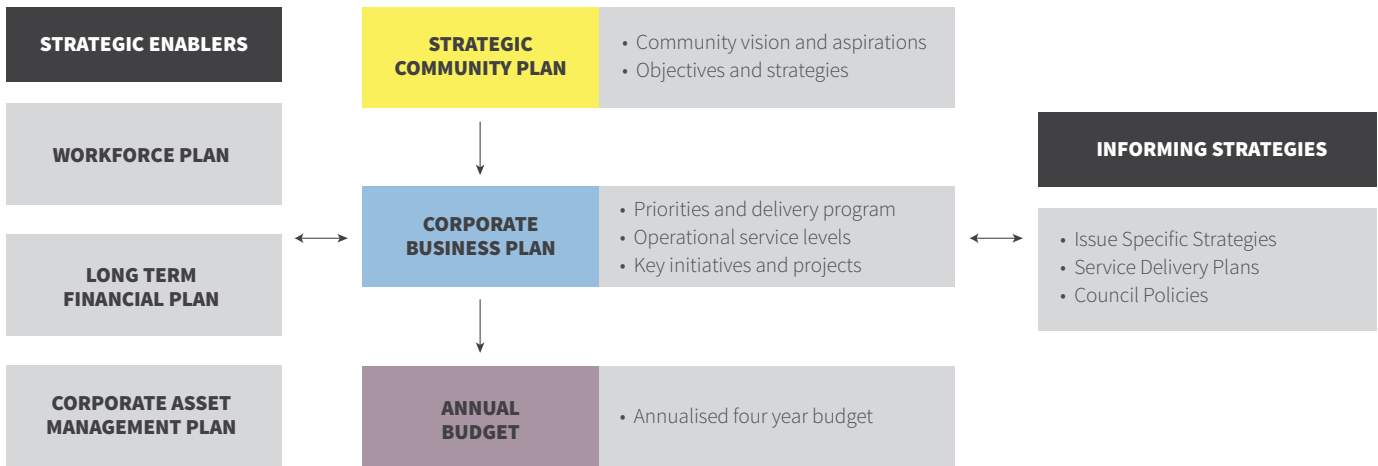 STRATEGIC ENABLERS
WORKFORCE PLAN
LONG TERM
FINANCIAL PLAN
CORPORATE ASSET
MANAGEMENT PLAN
STRATEGIC
COMMUNITY PLAN
• Community vision and aspirations
• Objectives and strategies
CORPORATE
BUSINESS PLAN
• Priorities and delivery program
• Operational service levels
• Key initiatives and projects
ANNUAL
BUDGET
• Annualised four year budget
INFORMING STRATEGIES
• Issue Specific Strategies
• Service Delivery Plans
• Council Policies